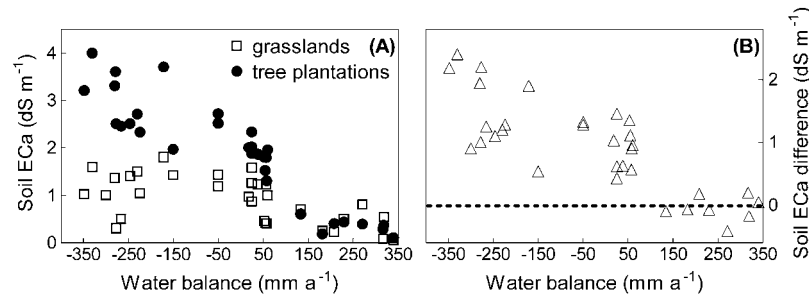 grasslands
tree plantations
(A)
Soil ECa (dS m⁻¹)
4
3
2
1
0
-350 -250 -150 -50 50 150 250 350
Water balance (mm a⁻¹)
(B)
2
1
0
Soil ECa difference (dS m⁻¹)
-350 -250 -150 -50 50 150 250 350
Water balance (mm a⁻¹)